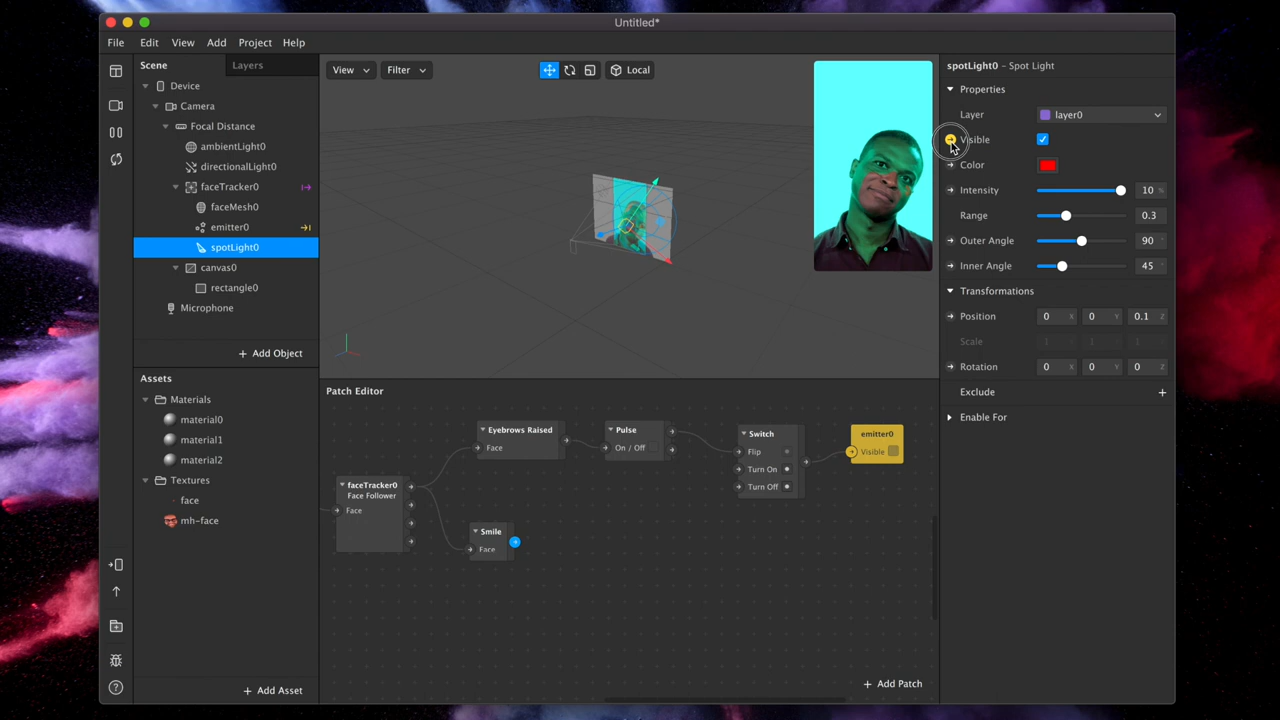 Untitled*
File Edit View Add Project Help
Scene Layers
Device
Camera
Focal Distance
ambientLight0
directionalLight0
faceTracker0
faceMesh0
emitter0
spotLight0
canvas0
rectangle0
Microphone
+ Add Object
Assets
Materials
material0
material1
material2
Textures
face
mh-face
+ Add Asset
View Filter Local
Patch Editor
Eyebrows Raised
Face
Pulse
On / Off
Switch
Flip
Turn On
Turn Off
emitter0
Visible
faceTracker0
Face Follower
Face
Smile
Face
+ Add Patch
spotLight0 – Spot Light
Properties
Layer layer0
Visible
Color
Intensity 10 %
Range 0.3
Outer Angle 90 °
Inner Angle 45 °
Transformations
Position 0 X 0 Y 0.1 Z
Scale 1 X 1 Y 1 Z
Rotation 0 X 0 Y 0 Z
Exclude +
Enable For